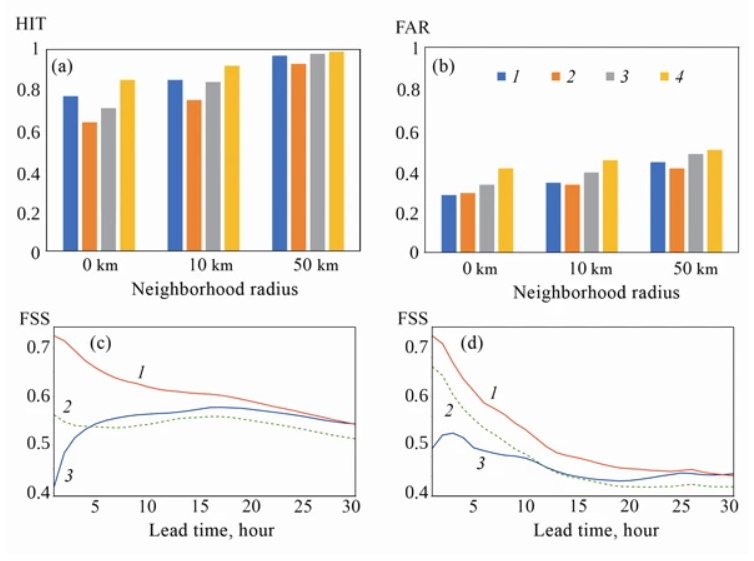 HIT
(a)
1
0.8
0.6
0.4
0.2
0
0 km 10 km 50 km
Neighborhood radius
FAR
(b)
1 2 3 4
1
0.8
0.6
0.4
0.2
0
0 km 10 km 50 km
Neighborhood radius
FSS
(c)
0.7
0.6
0.5
0.4
1
2
3
5 10 15 20 25 30
Lead time, hour
FSS
(d)
0.7
0.6
0.5
0.4
1
2
3
5 10 15 20 25 30
Lead time, hour